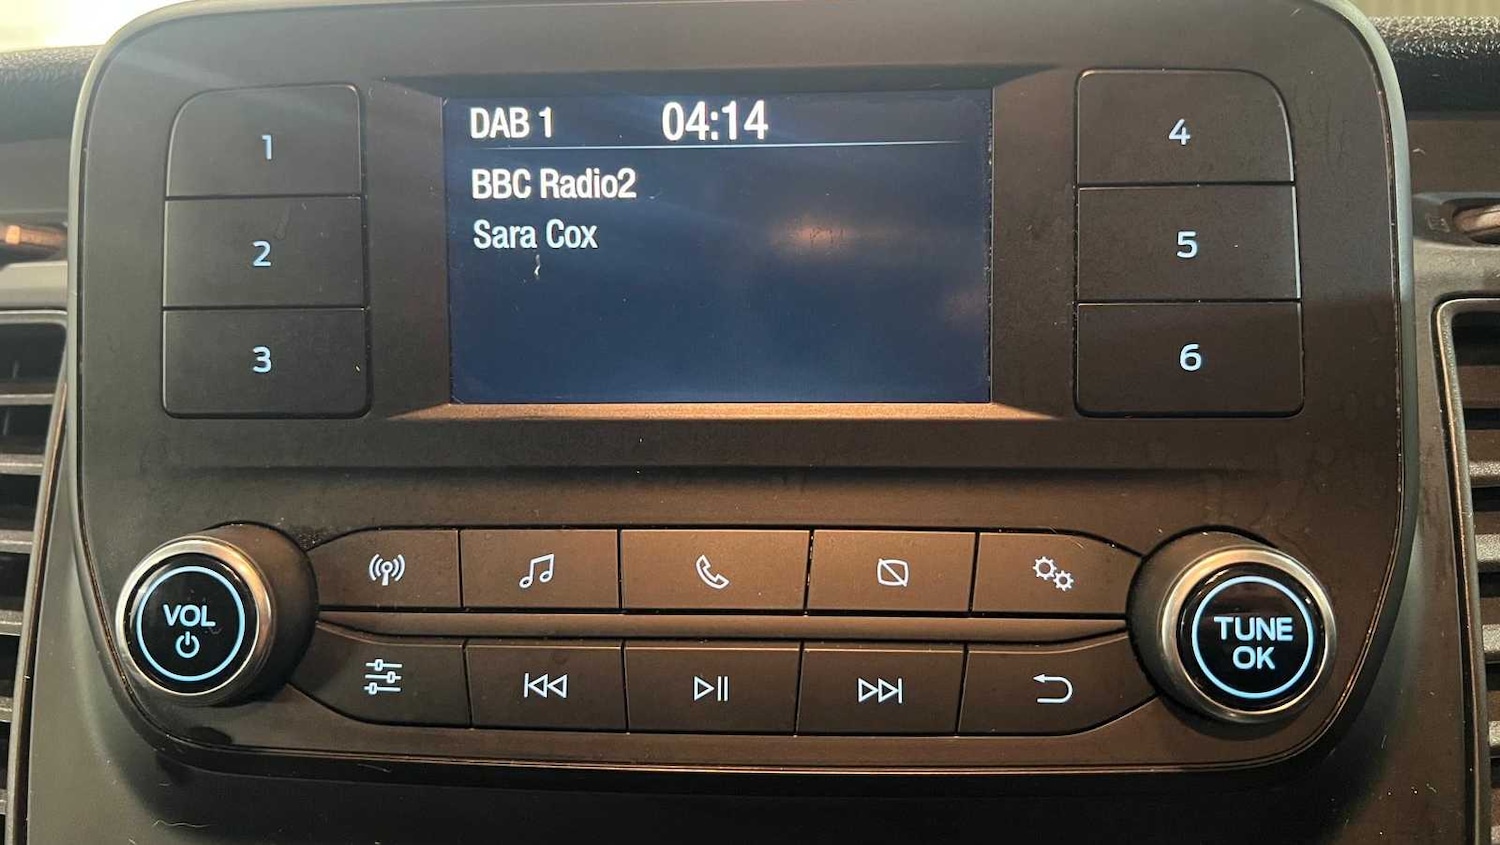 DAB 1 04:14
BBC Radio2
Sara Cox
1
2
3
4
5
6
VOL
TUNE
OK